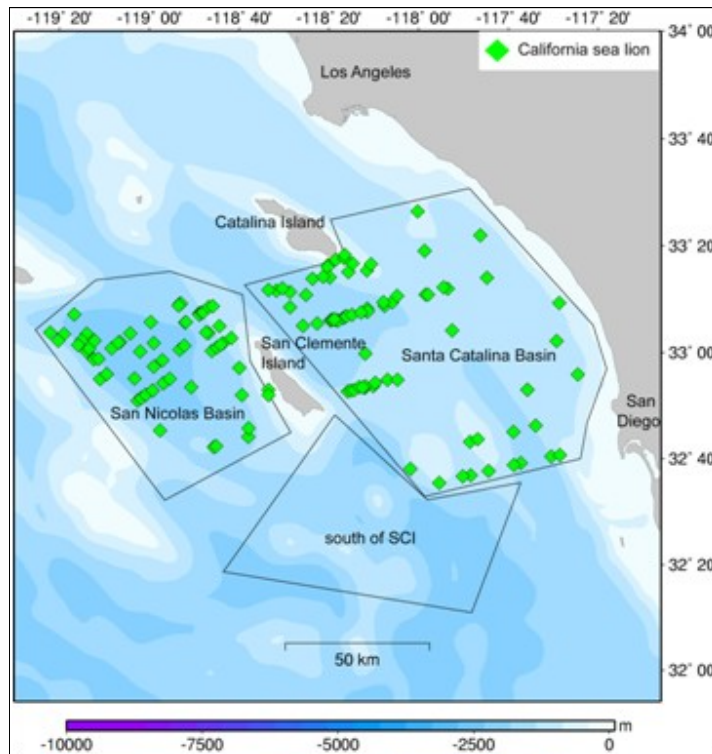 -119 20' -119 00' -118 40' -118 20' -118 00' -117 40' -117 20'
34 00'
California sea lion
Los Angeles
33 40'
Catalina Island
33 20'
San Clemente
Island
Santa Catalina Basin
33 00'
San Nicolas Basin
San
Diego
32 40'
south of SCI
32 20'
50 km
32 00'
m
-10000 -7500 -5000 -2500 0